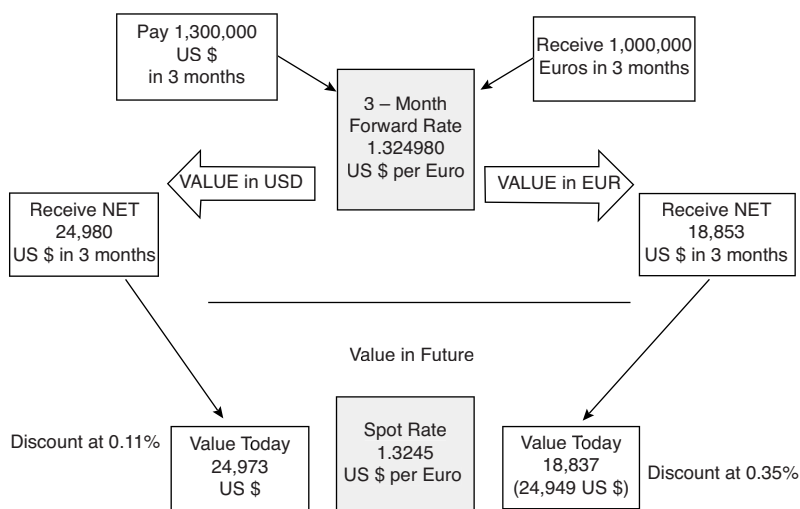 Pay 1,300,000
US $
in 3 months
Receive 1,000,000
Euros in 3 months
3 – Month
Forward Rate
1.324980
US $ per Euro
VALUE in USD
VALUE in EUR
Receive NET
24,980
US $ in 3 months
Receive NET
18,853
US $ in 3 months
Value in Future
Discount at 0.11%
Value Today
24,973
US $
Spot Rate
1.3245
US $ per Euro
Value Today
18,837
(24,949 US $)
Discount at 0.35%